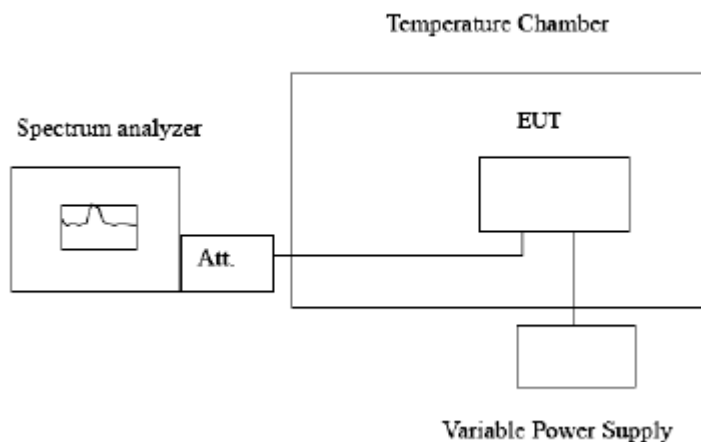 Temperature Chamber
Spectrum analyzer
EUT
Att.
Variable Power Supply